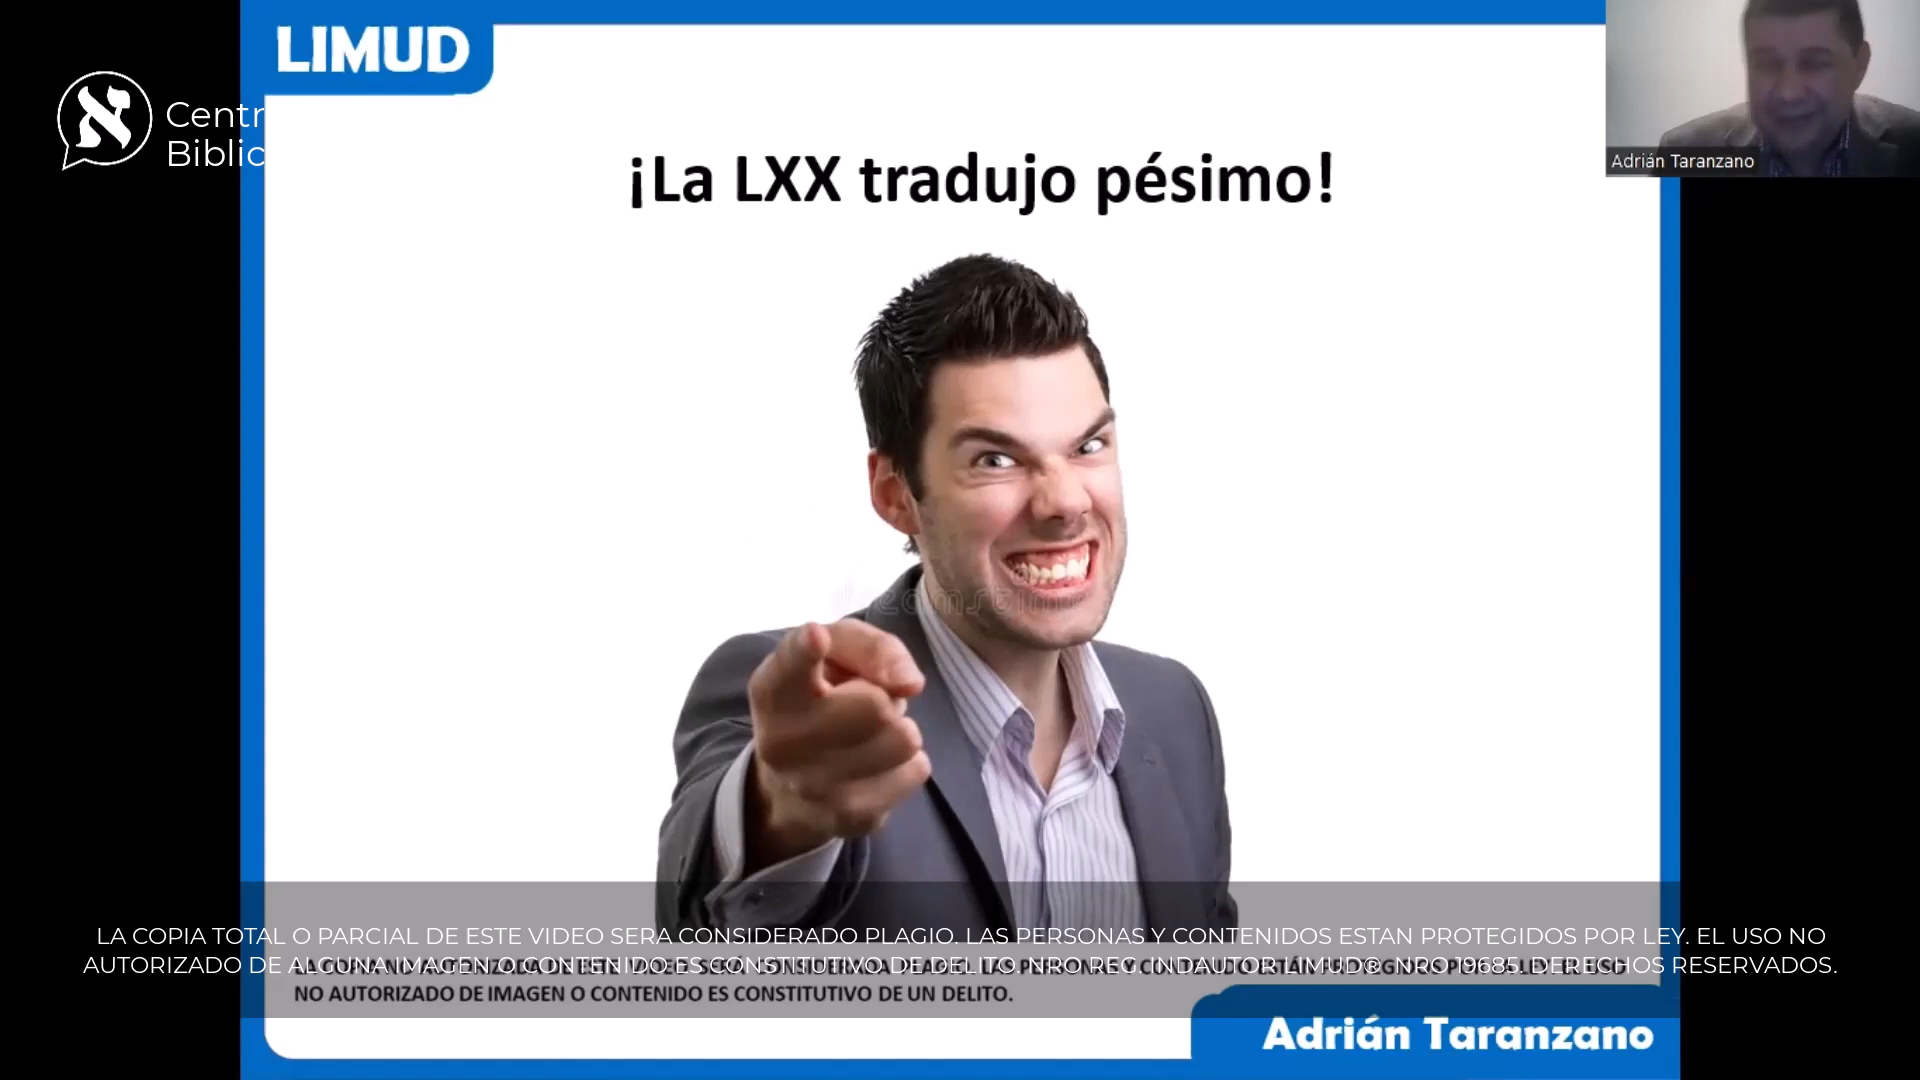 LIMUD
Centr
Biblic
Adrián Taranzano
¡La LXX tradujo pésimo!
LA COPIA TOTAL O PARCIAL DE ESTE VIDEO SERA CONSIDERADO PLAGIO. LAS PERSONAS Y CONTENIDOS ESTAN PROTEGIDOS POR LEY. EL USO NO
AUTORIZADO DE ALGUNA INMAGEN O CONTENIDO ES CONSTITUTIVO DE DELITO. NRO REG INDAUTOR LIMUD® NRO 19685. DERECHOS RESERVADOS.
NO AUTORIZADO DE IMAGEN O CONTENIDO ES CONSTITUTIVO DE UN DELITO.
Adrián Taranzano